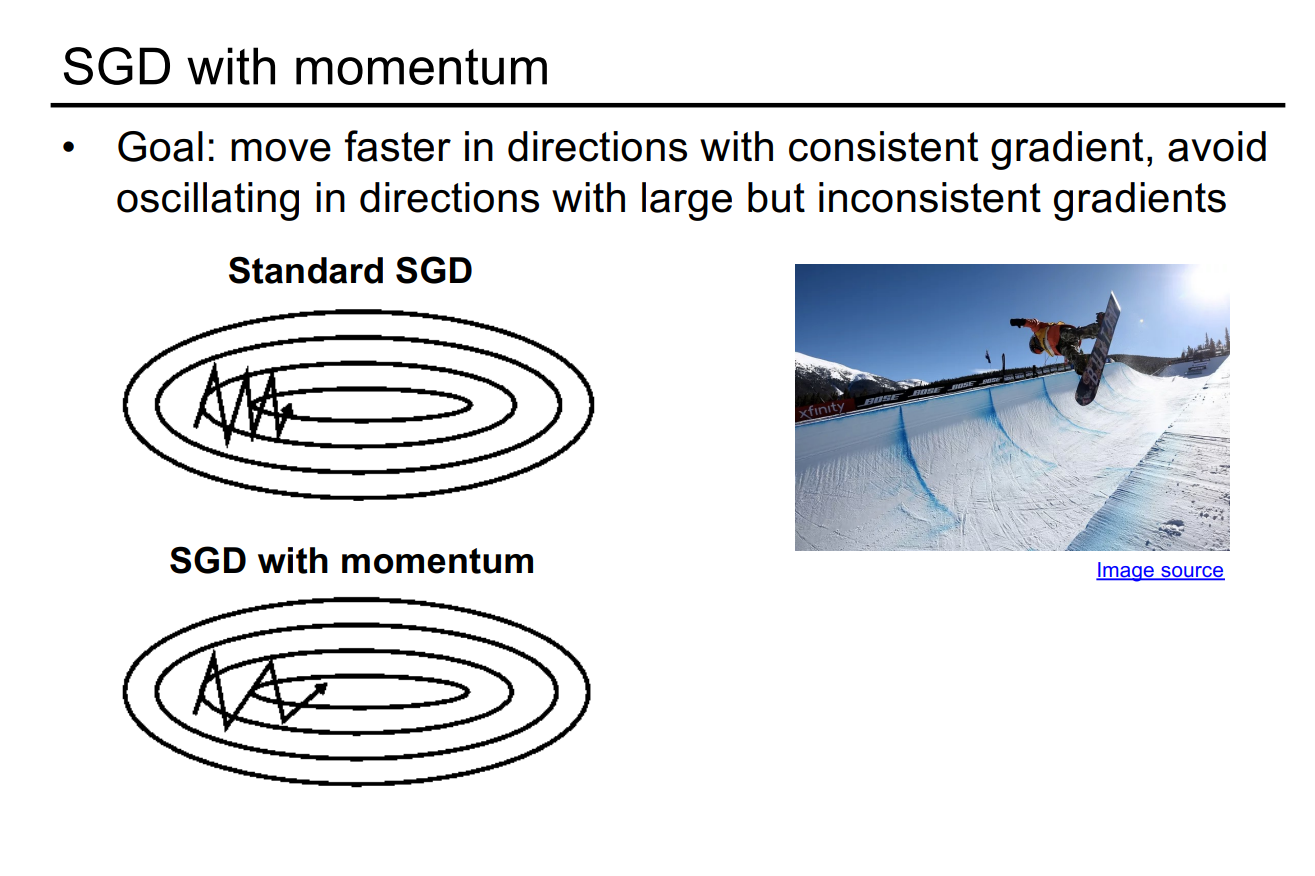 SGD with momentum
• Goal: move faster in directions with consistent gradient, avoid
oscillating in directions with large but inconsistent gradients
Standard SGD
SGD with momentum
xfinity
BOSE
BOSE
BOSE
BOSE
Image source